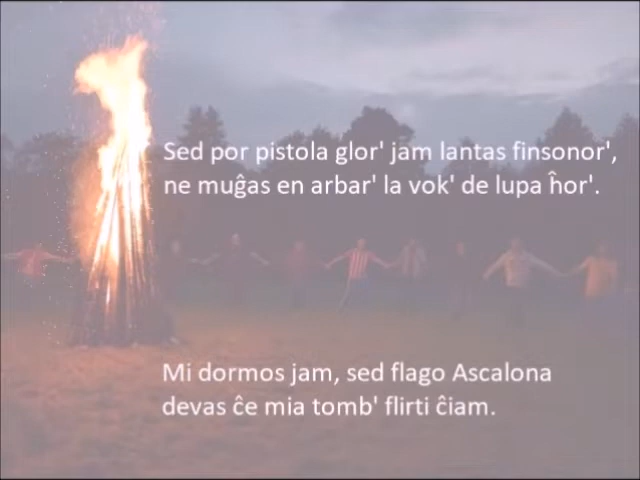 Sed por pistola glor' jam lantas finsonor',
ne muĝas en arbar' la vok' de lupa ĥor'.
Mi dormos jam, sed flago Ascalona
devas ĉe mia tomb' flirti ĉiam.